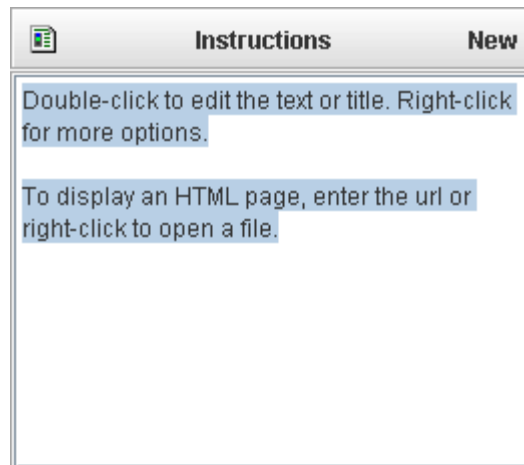 Instructions New
Double-click to edit the text or title. Right-click
for more options.
To display an HTML page, enter the url or
right-click to open a file.